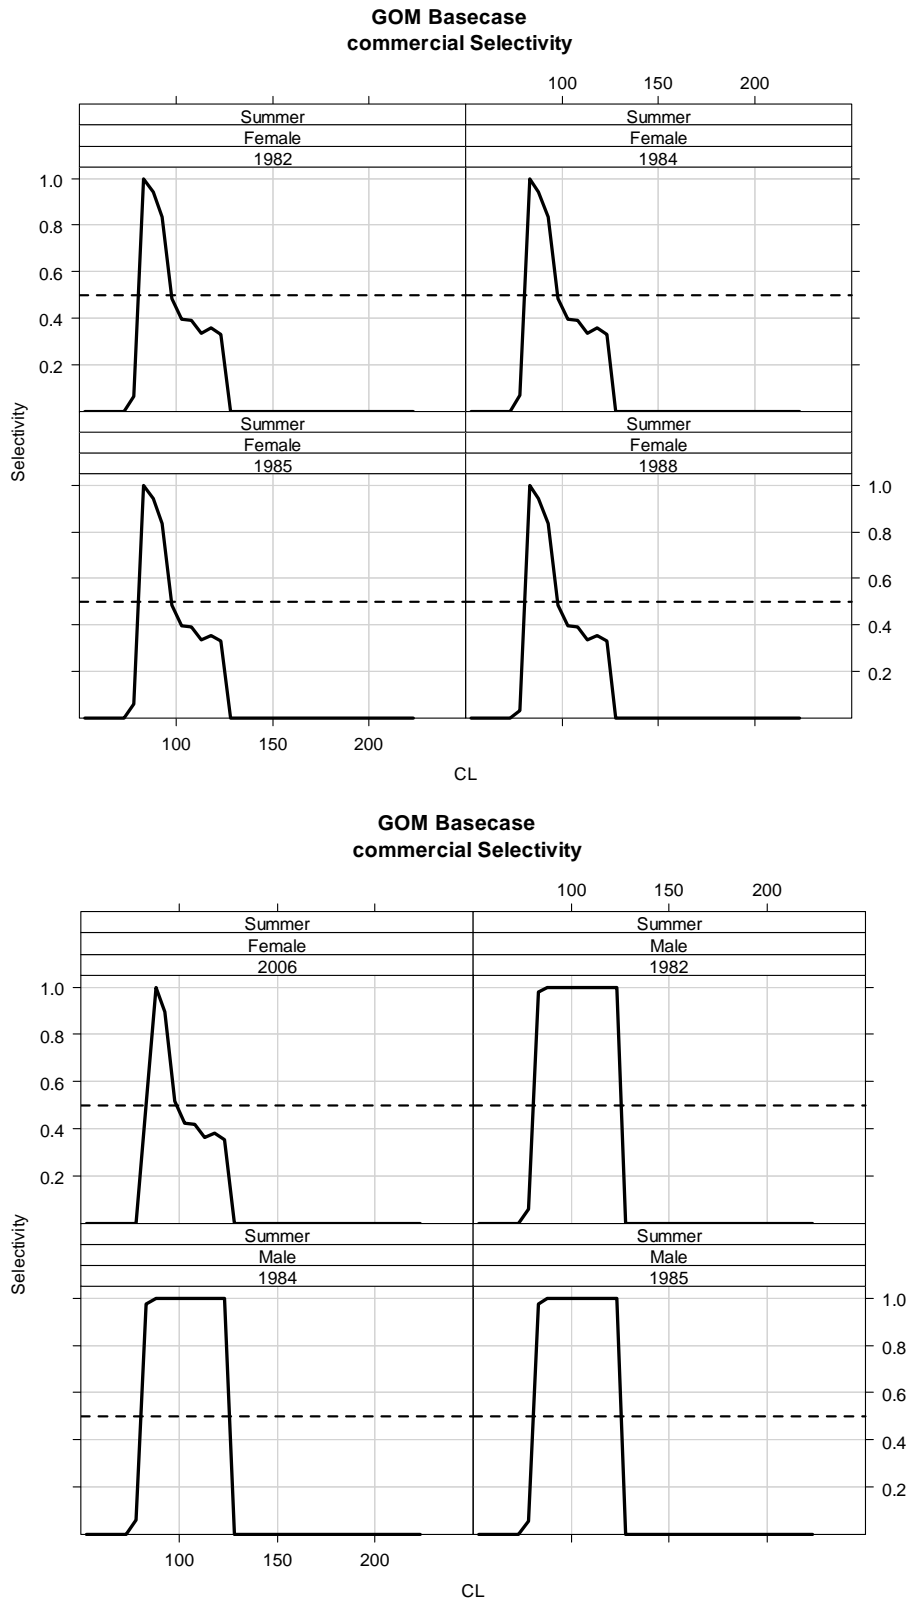 GOM Basecase
commercial Selectivity
100 150 200
Summer Summer
Female Female
1982 1984
1.0
0.8
0.6
0.4
0.2
Summer Summer
Female Female
1985 1988
1.0
0.8
0.6
0.4
0.2
Selectivity
100 150 200
CL
GOM Basecase
commercial Selectivity
100 150 200
Summer Summer
Female Male
2006 1982
1.0
0.8
0.6
0.4
0.2
Summer Summer
Male Male
1984 1985
1.0
0.8
0.6
0.4
0.2
Selectivity
100 150 200
CL